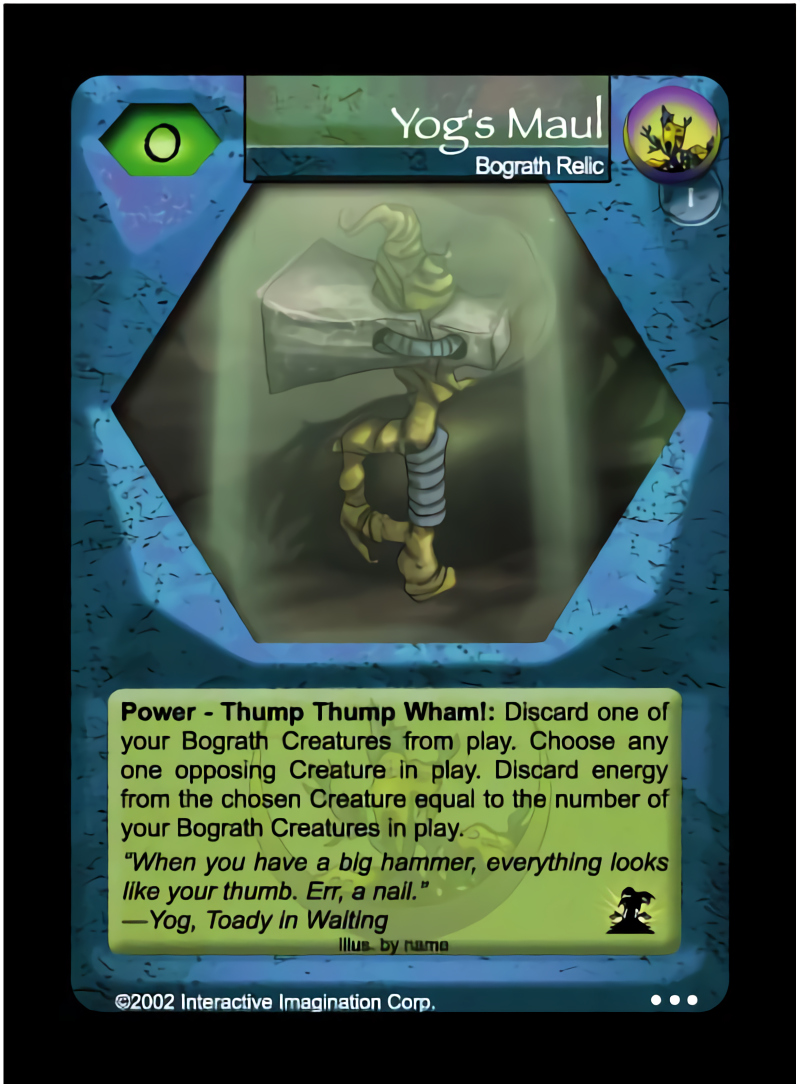 0
Yog's Maul
Bograth Relic
I
Power - Thump Thump Wham!: Discard one of
your Bograth Creatures from play. Choose any
one opposing Creature in play. Discard energy
from the chosen Creature equal to the number of
your Bograth Creatures in play.
"When you have a big hammer, everything looks
like your thumb. Err, a nail."
—Yog, Toady In Waiting
Illus. by name
©2002 Interactive Imagination Corp.